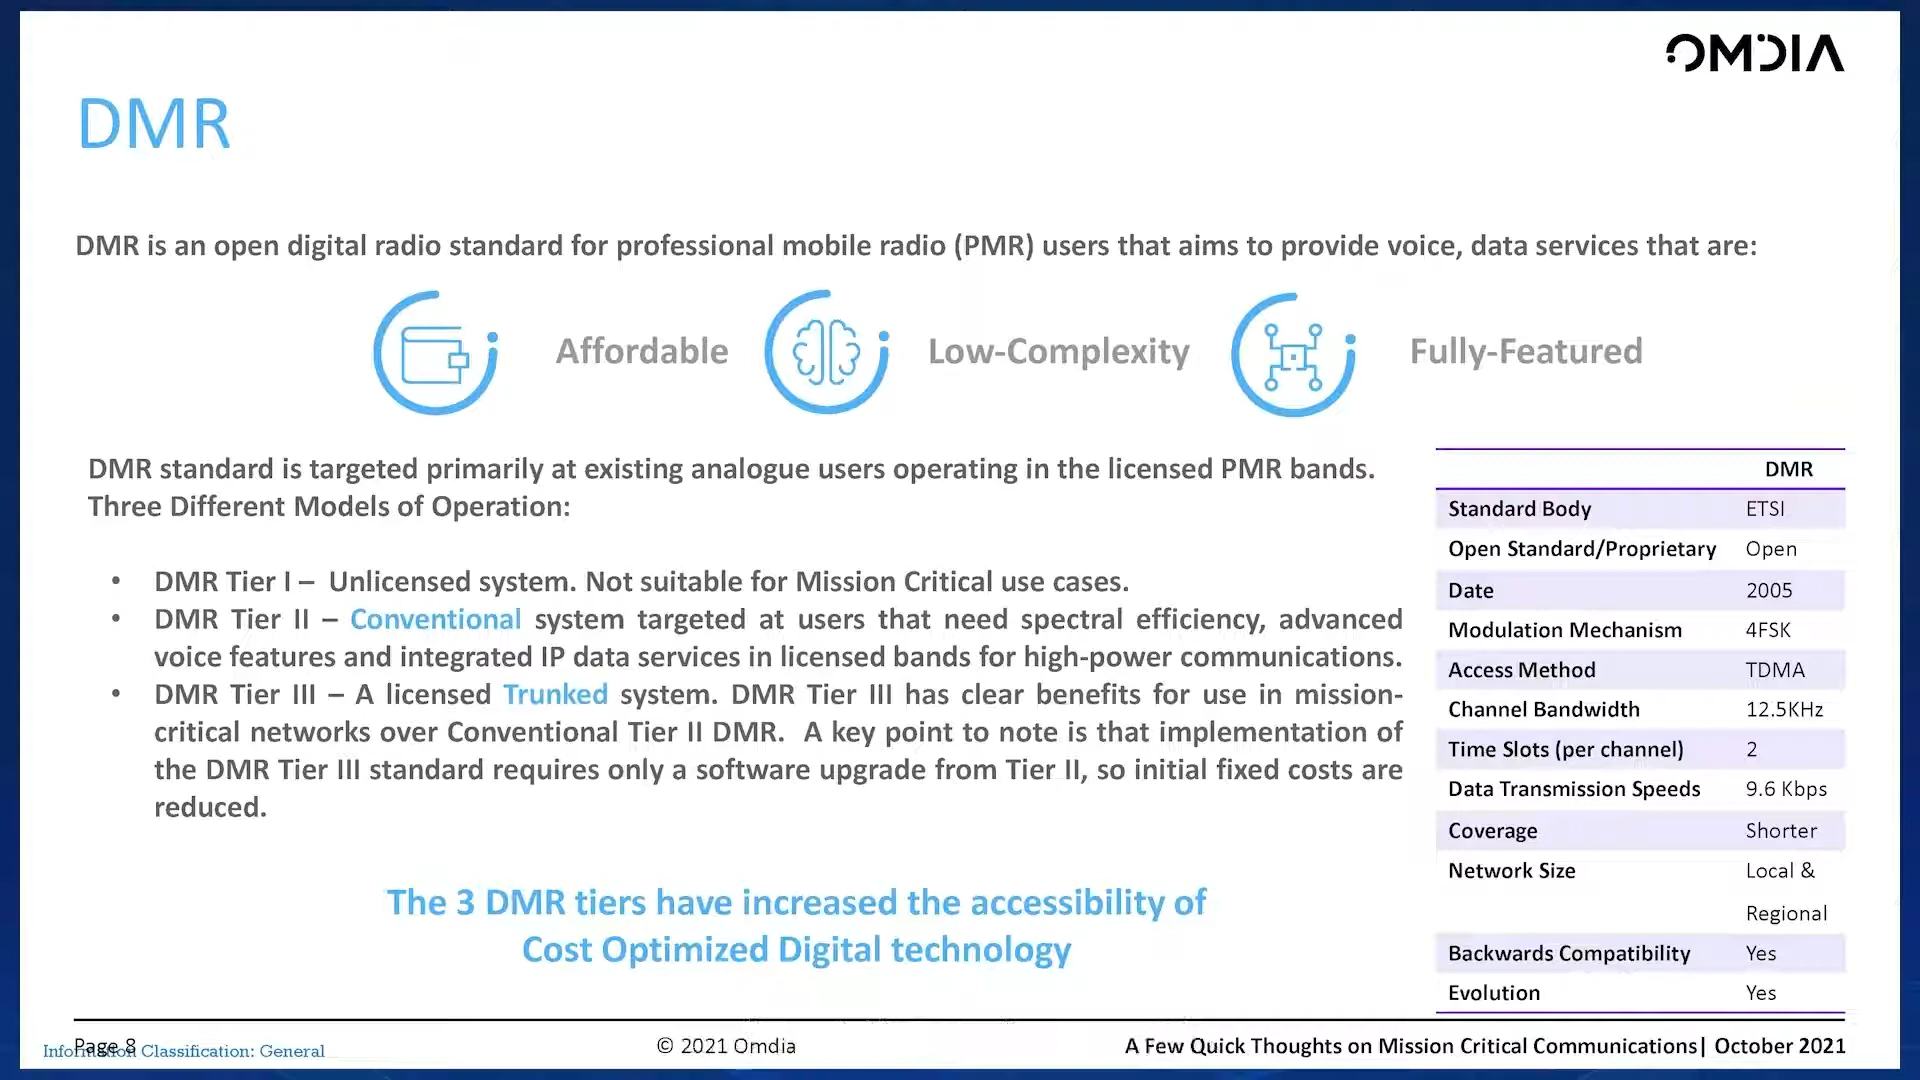 OMDIA
DMR
DMR is an open digital radio standard for professional mobile radio (PMR) users that aims to provide voice, data services that are:
Affordable
Low-Complexity
Fully-Featured
DMR standard is targeted primarily at existing analogue users operating in the licensed PMR bands.
Three Different Models of Operation:
• DMR Tier I – Unlicensed system. Not suitable for Mission Critical use cases.
• DMR Tier II – Conventional system targeted at users that need spectral efficiency, advanced
voice features and integrated IP data services in licensed bands for high-power communications.
• DMR Tier III – A licensed Trunked system. DMR Tier III has clear benefits for use in mission-
critical networks over Conventional Tier II DMR. A key point to note is that implementation of
the DMR Tier III standard requires only a software upgrade from Tier II, so initial fixed costs are
reduced.
The 3 DMR tiers have increased the accessibility of
Cost Optimized Digital technology
DMR
Standard Body ETSI
Open Standard/Proprietary Open
Date 2005
Modulation Mechanism 4FSK
Access Method TDMA
Channel Bandwidth 12.5KHz
Time Slots (per channel) 2
Data Transmission Speeds 9.6 Kbps
Coverage Shorter
Network Size Local &
Regional
Backwards Compatibility Yes
Evolution Yes
Page 8
Information Classification: General
© 2021 Omdia
A Few Quick Thoughts on Mission Critical Communications| October 2021